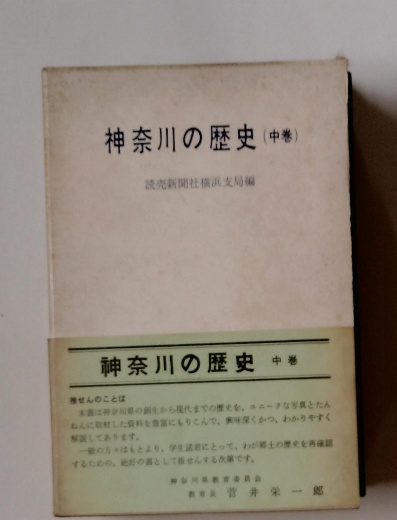 神奈川の歴史(中巻)
読売新聞社横浜支局編
神奈川の歴史 中巻
推せんのことば
本書は神奈川県の創生から現代までの歴史を、ユニークな写真とたん
ねんに取材した資料を豊富にもりこんで、興味深くかつ、わかりやすく
解説してあります。
一般の方々はもとより、学生諸君にとって、わが郷土の歴史を再確認
するための、絶好の書として推せんする次第です。
神奈川県教育委員会
教育長 菅井栄一郎